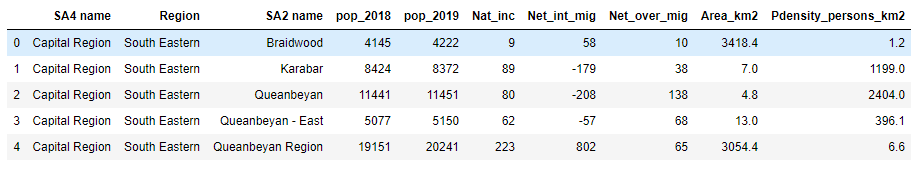 SA4 name Region SA2 name pop_2018 pop_2019 Nat_inc Net_int_mig Net_over_mig Area_km2 Pdensity_persons_km2
0 Capital Region South Eastern Braidwood 4145 4222 9 58 10 3418.4 1.2
1 Capital Region South Eastern Karabar 8424 8372 89 -179 38 7.0 1199.0
2 Capital Region South Eastern Queanbeyan 11441 11451 80 -208 138 4.8 2404.0
3 Capital Region South Eastern Queanbeyan - East 5077 5150 62 -57 68 13.0 396.1
4 Capital Region South Eastern Queanbeyan Region 19151 20241 223 802 65 3054.4 6.6